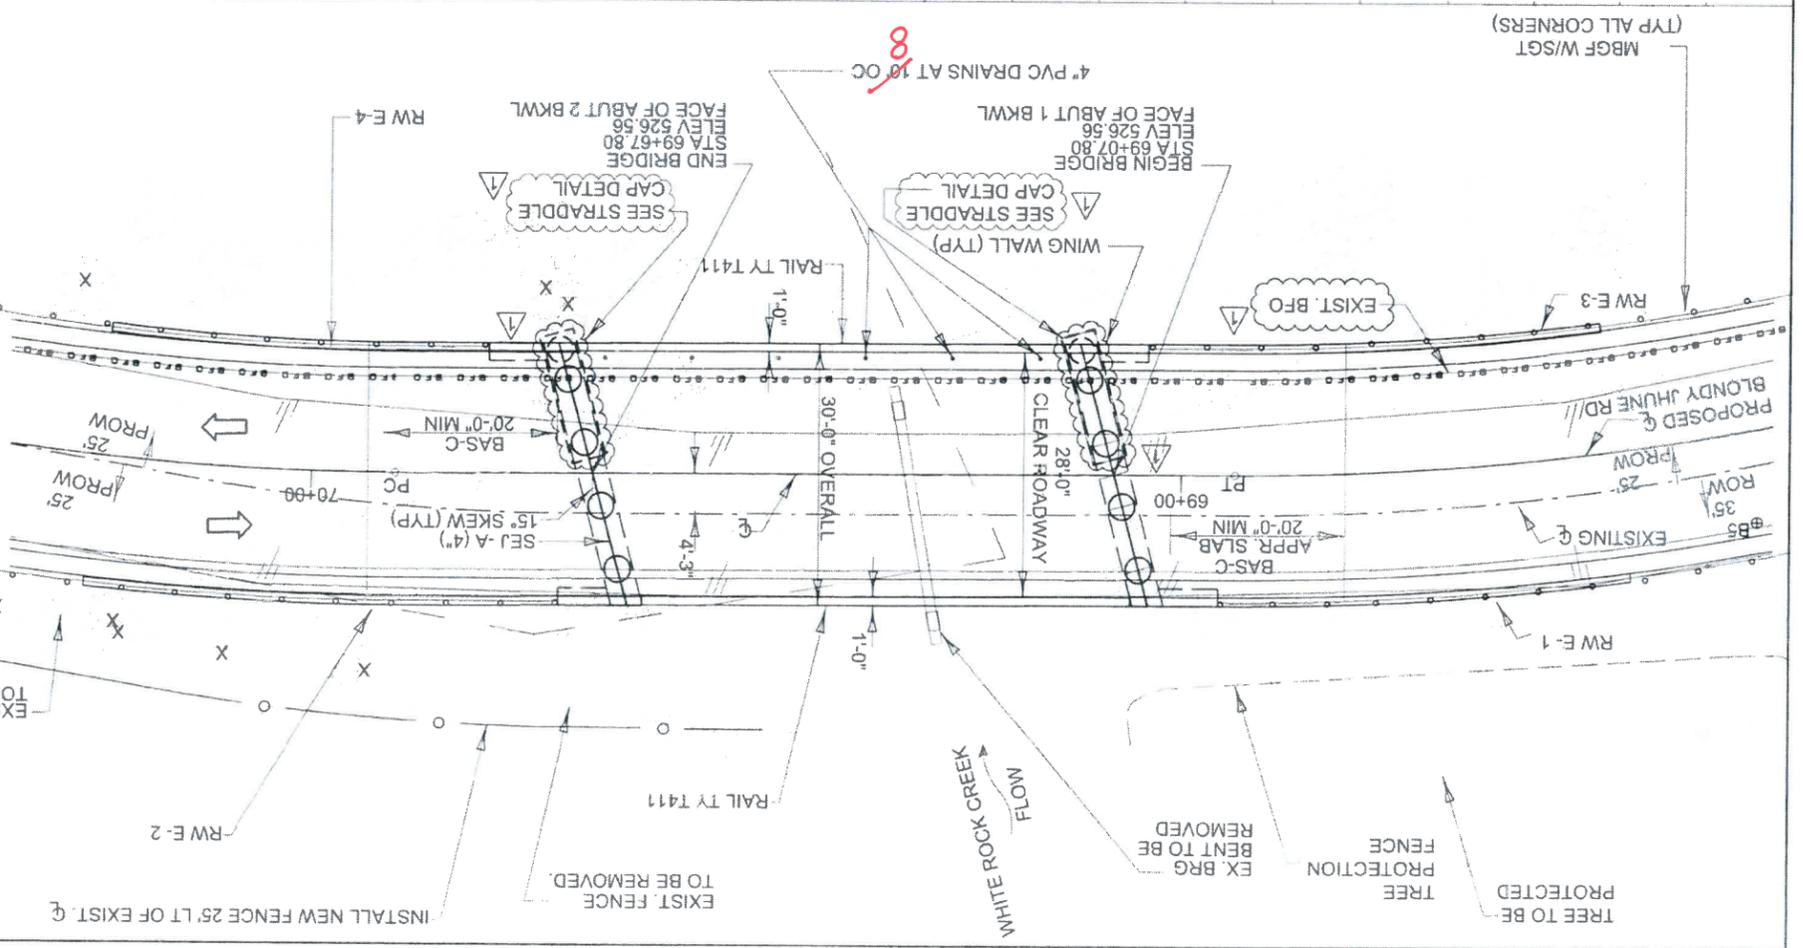 INSTALL NEW FENCE 25' LT OF EXIST. ℄
EXIST. FENCE
TO BE REMOVED.
RW E- 2
RAIL TY T411
WHITE ROCK CREEK
FLOW
EX. BRG
BENT TO BE
REMOVED
TREE
PROTECTION
FENCE
TREE TO BE
PROTECTED
RW E- 1
X
X
X
X
X
1'-0"
1'-0"
30'-0" OVERALL
28'-0"
CLEAR ROADWAY
4'-3"
℄
BAS-C
APPR. SLAB
20'-0" MIN
BAS-C
20'-0" MIN
SEJ-A (4")
15° SKEW (TYP)
69+00
70+00
PT
PC
EXISTING ℄
B5
35'
ROW
25'
PROW
25'
PROW
25'
PROW
PROPOSED ℄
BLONDY JHUNE RD
EXIST. BFO
1
1
1
1
1
RW E-3
RW E-4
RAIL TY T411
WING WALL (TYP)
SEE STRADDLE
CAP DETAIL
SEE STRADDLE
CAP DETAIL
BEGIN BRIDGE
STA 69+07.80
ELEV 526.56
FACE OF ABUT 1 BKWL
END BRIDGE
STA 69+67.80
ELEV 526.56
FACE OF ABUT 2 BKWL
4" PVC DRAINS AT 10' OC
8
MBGF W/SGT
(TYP ALL CORNERS)
X
X
X